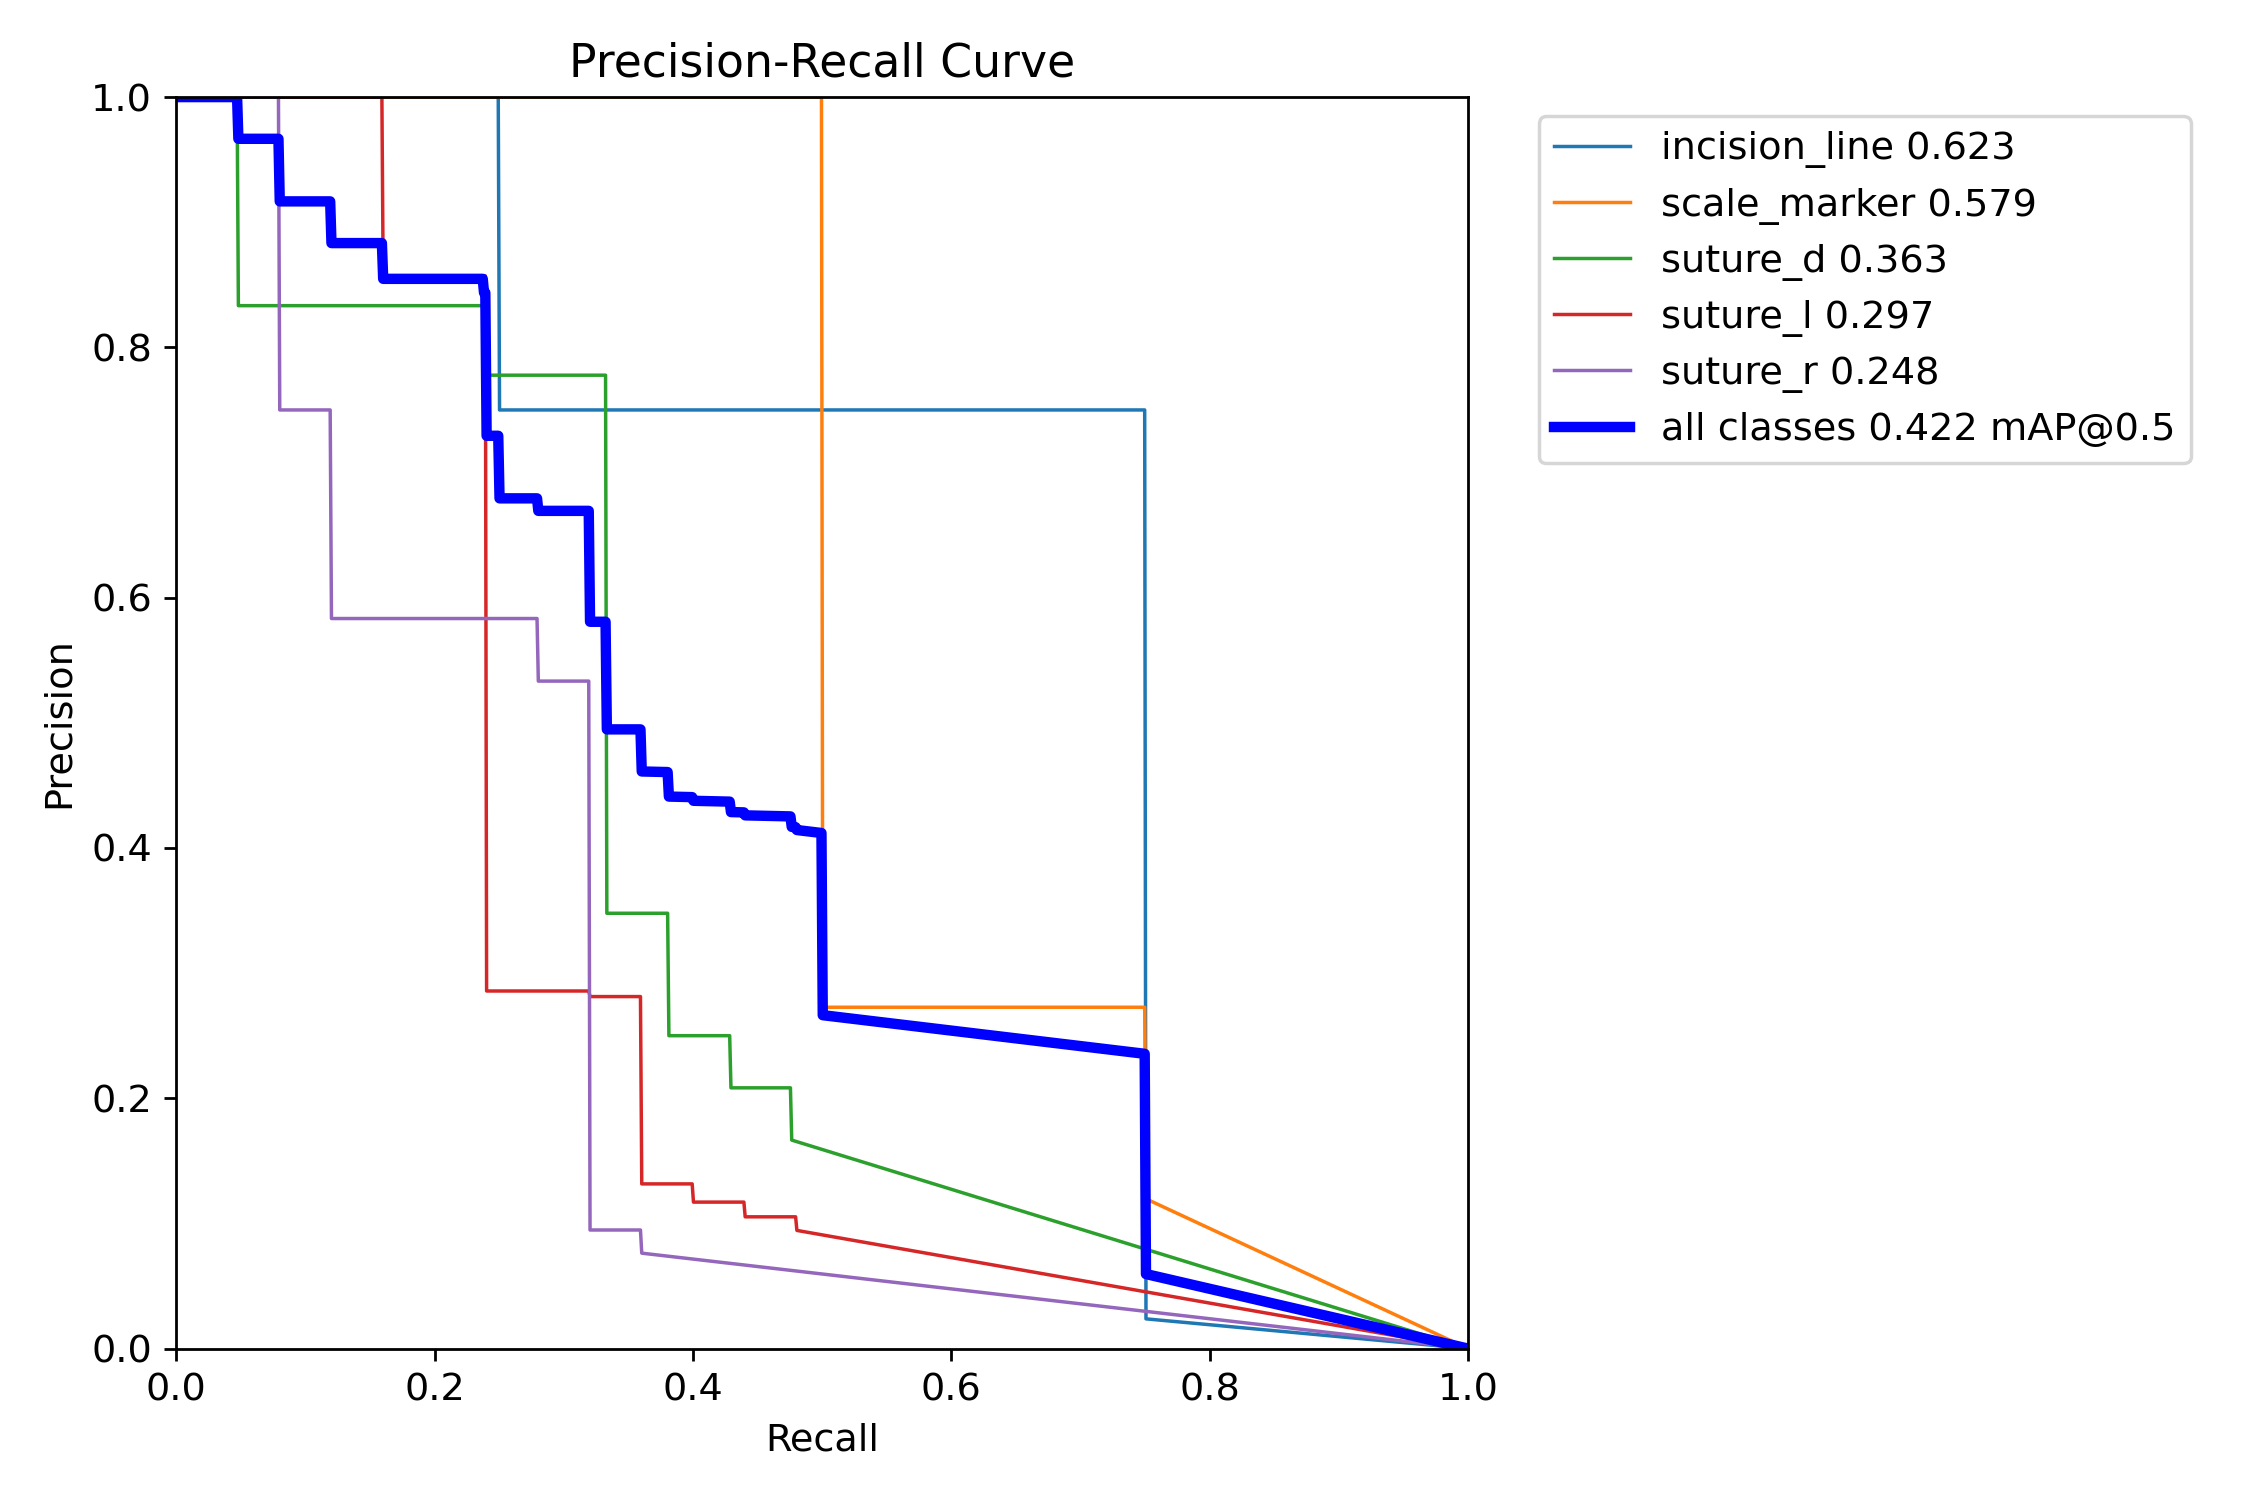 Precision-Recall Curve
1.0
0.8
0.6
0.4
0.2
0.0
Precision
0.0 0.2 0.4 0.6 0.8 1.0
Recall
incision_line 0.623
scale_marker 0.579
suture_d 0.363
suture_l 0.297
suture_r 0.248
all classes 0.422 mAP@0.5